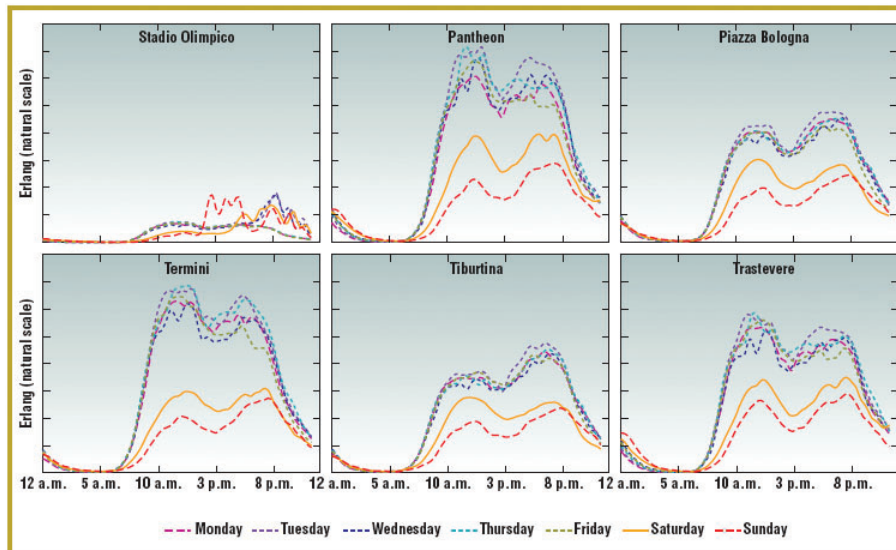 Stadio Olimpico
Pantheon
Piazza Bologna
Erlang (natural scale)
Termini
Tiburtina
Trastevere
Erlang (natural scale)
12 a.m. 5 a.m. 10 a.m. 3 p.m. 8 p.m. 12 a.m. 5 a.m. 10 a.m. 3 p.m. 8 p.m. 12 a.m. 5 a.m. 10 a.m. 3 p.m. 8 p.m.
Monday Tuesday Wednesday Thursday Friday Saturday Sunday